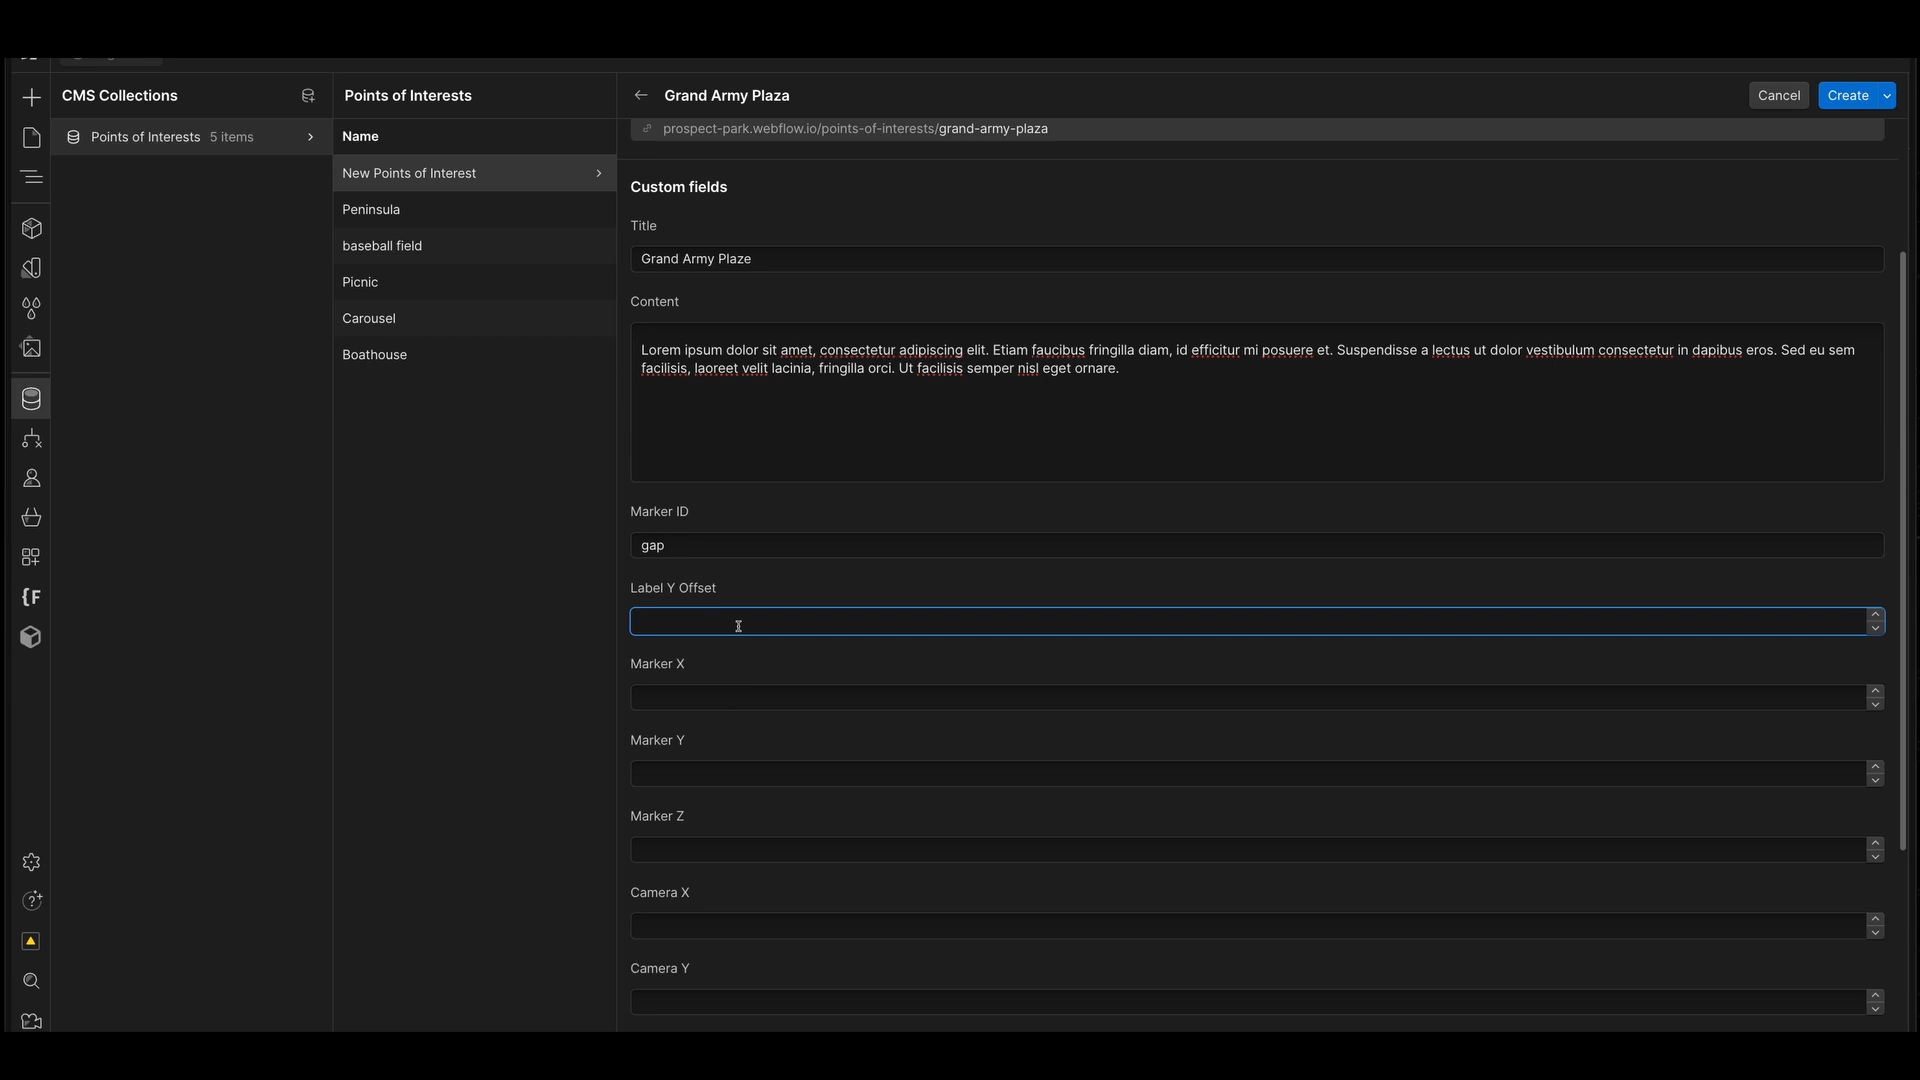 CMS Collections
Points of Interests 5 items
Points of Interests
Name
New Points of Interest
Peninsula
baseball field
Picnic
Carousel
Boathouse
Grand Army Plaza
Cancel
Create
prospect-park.webflow.io/points-of-interests/grand-army-plaza
Custom fields
Title
Grand Army Plaze
Content
Lorem ipsum dolor sit amet, consectetur adipiscing elit. Etiam faucibus fringilla diam, id efficitur mi posuere et. Suspendisse a lectus ut dolor vestibulum consectetur in dapibus eros. Sed eu sem
facilisis, laoreet velit lacinia, fringilla orci. Ut facilisis semper nisl eget ornare.
Marker ID
gap
Label Y Offset
Marker X
Marker Y
Marker Z
Camera X
Camera Y